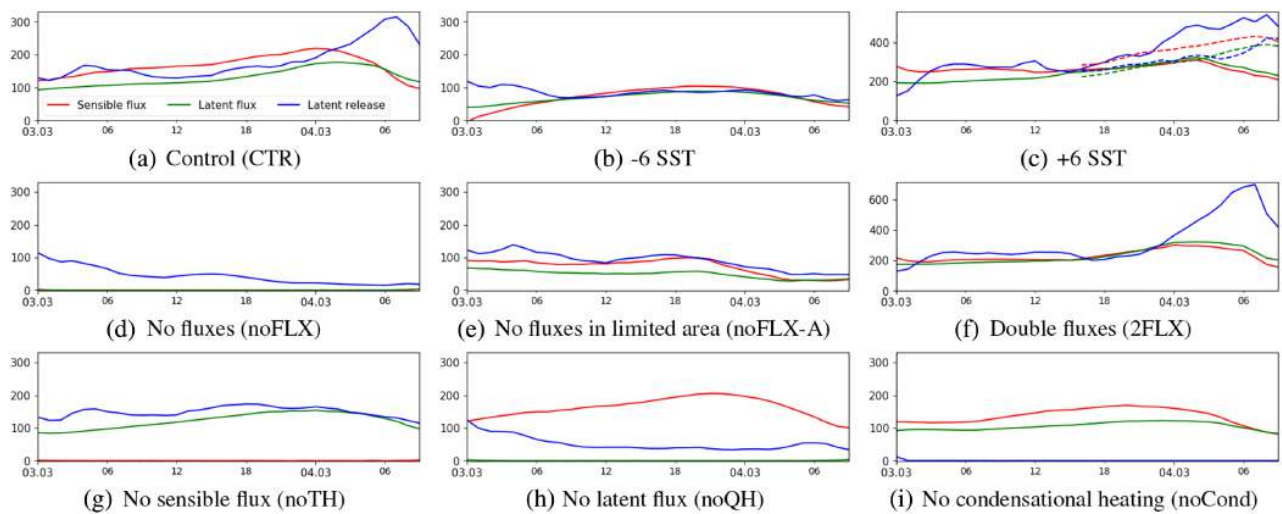 300
200
100
0
Sensible flux Latent flux Latent release
03.03 06 12 18 04.03 06
(a) Control (CTR)
300
200
100
0
03.03 06 12 18 04.03 06
(b) -6 SST
400
200
0
03.03 06 12 18 04.03 06
(c) +6 SST
300
200
100
0
03.03 06 12 18 04.03 06
(d) No fluxes (noFLX)
300
200
100
0
03.03 06 12 18 04.03 06
(e) No fluxes in limited area (noFLX-A)
600
400
200
0
03.03 06 12 18 04.03 06
(f) Double fluxes (2FLX)
300
200
100
0
03.03 06 12 18 04.03 06
(g) No sensible flux (noTH)
300
200
100
0
03.03 06 12 18 04.03 06
(h) No latent flux (noQH)
300
200
100
0
03.03 06 12 18 04.03 06
(i) No condensational heating (noCond)